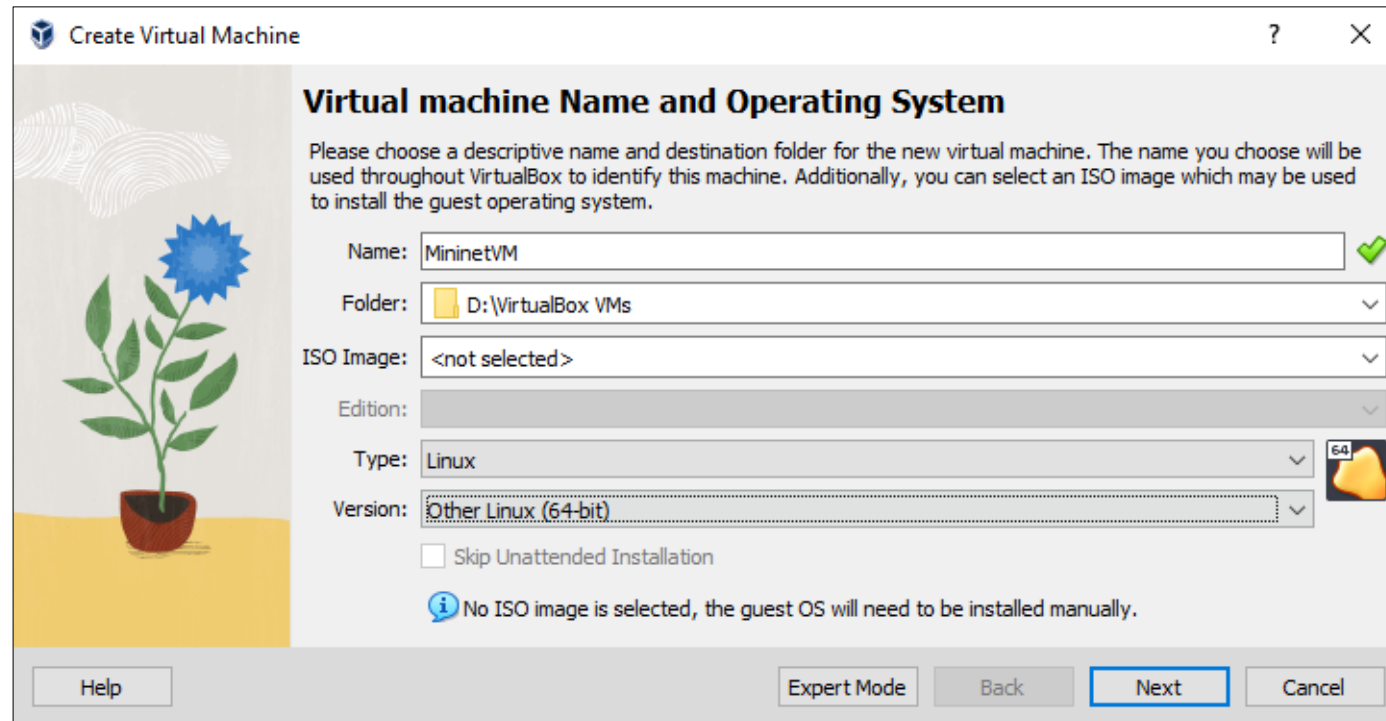 Create Virtual Machine
?
Virtual machine Name and Operating System
Please choose a descriptive name and destination folder for the new virtual machine. The name you choose will be
used throughout VirtualBox to identify this machine. Additionally, you can select an ISO image which may be used
to install the guest operating system.
Name: MininetVM
Folder: D:\VirtualBox VMs
ISO Image: <not selected>
Edition:
Type: Linux
64
Version: Other Linux (64-bit)
Skip Unattended Installation
No ISO image is selected, the guest OS will need to be installed manually.
Help Expert Mode Back Next Cancel